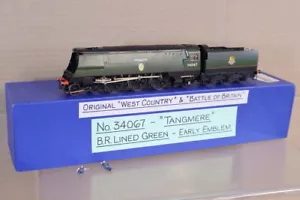 ORIGINAL "WEST COUNTRY" & "BATTLE OF BRITAIN"
No. 34067 - "TANGMERE"
B.R. LINED GREEN - EARLY EMBLEM